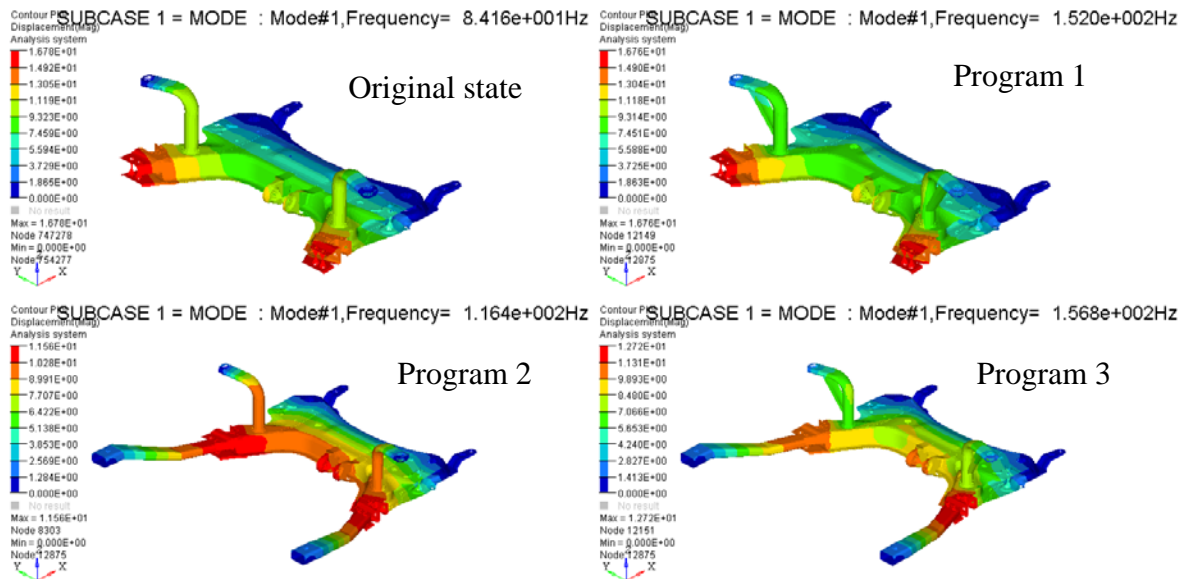 Contour Pl SUBCASE 1 = MODE : Mode#1,Frequency= 8.416e+001Hz
Displacement(Mag)
Analysis system
1.678E+01
1.492E+01
1.305E+01
1.119E+01
9.323E+00
7.459E+00
5.594E+00
3.729E+00
1.865E+00
0.000E+00
No result
Max = 1.678E+01
Node 747278
Min = 0.000E+00
Node 754277
Y X
Original state
Contour Pl SUBCASE 1 = MODE : Mode#1,Frequency= 1.520e+002Hz
Displacement(Mag)
Analysis system
1.676E+01
1.490E+01
1.304E+01
1.118E+01
9.314E+00
7.451E+00
5.588E+00
3.725E+00
1.863E+00
0.000E+00
No result
Max = 1.676E+01
Node 12149
Min = 0.000E+00
Node 12875
Y X
Program 1
Contour Pl SUBCASE 1 = MODE : Mode#1,Frequency= 1.164e+002Hz
Displacement(Mag)
Analysis system
1.156E+01
1.028E+01
8.991E+00
7.707E+00
6.422E+00
5.138E+00
3.853E+00
2.569E+00
1.284E+00
0.000E+00
No result
Max = 1.156E+01
Node 8303
Min = 0.000E+00
Node 12875
Y X
Program 2
Contour Pl SUBCASE 1 = MODE : Mode#1,Frequency= 1.568e+002Hz
Displacement(Mag)
Analysis system
1.272E+01
1.131E+01
9.893E+00
8.480E+00
7.066E+00
5.653E+00
4.240E+00
2.827E+00
1.413E+00
0.000E+00
No result
Max = 1.272E+01
Node 12151
Min = 0.000E+00
Node 12875
Y X
Program 3